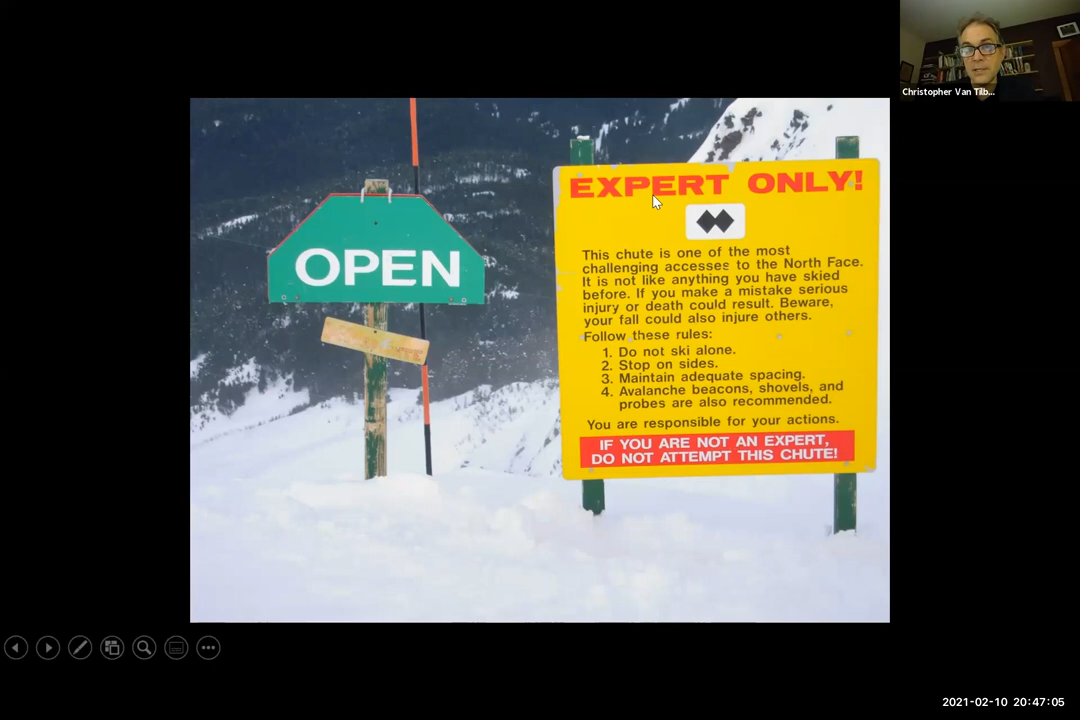 Christopher Van Tilb...
OPEN
EXPERT ONLY!
This chute is one of the most
challenging accesses to the North Face.
It is not like anything you have skied
before. If you make a mistake serious
injury or death could result. Beware,
your fall could also injure others.
Follow these rules:
1. Do not ski alone.
2. Stop on sides.
3. Maintain adequate spacing.
4. Avalanche beacons, shovels, and
probes are also recommended.
You are responsible for your actions.
IF YOU ARE NOT AN EXPERT,
DO NOT ATTEMPT THIS CHUTE!
2021-02-10 20:47:05